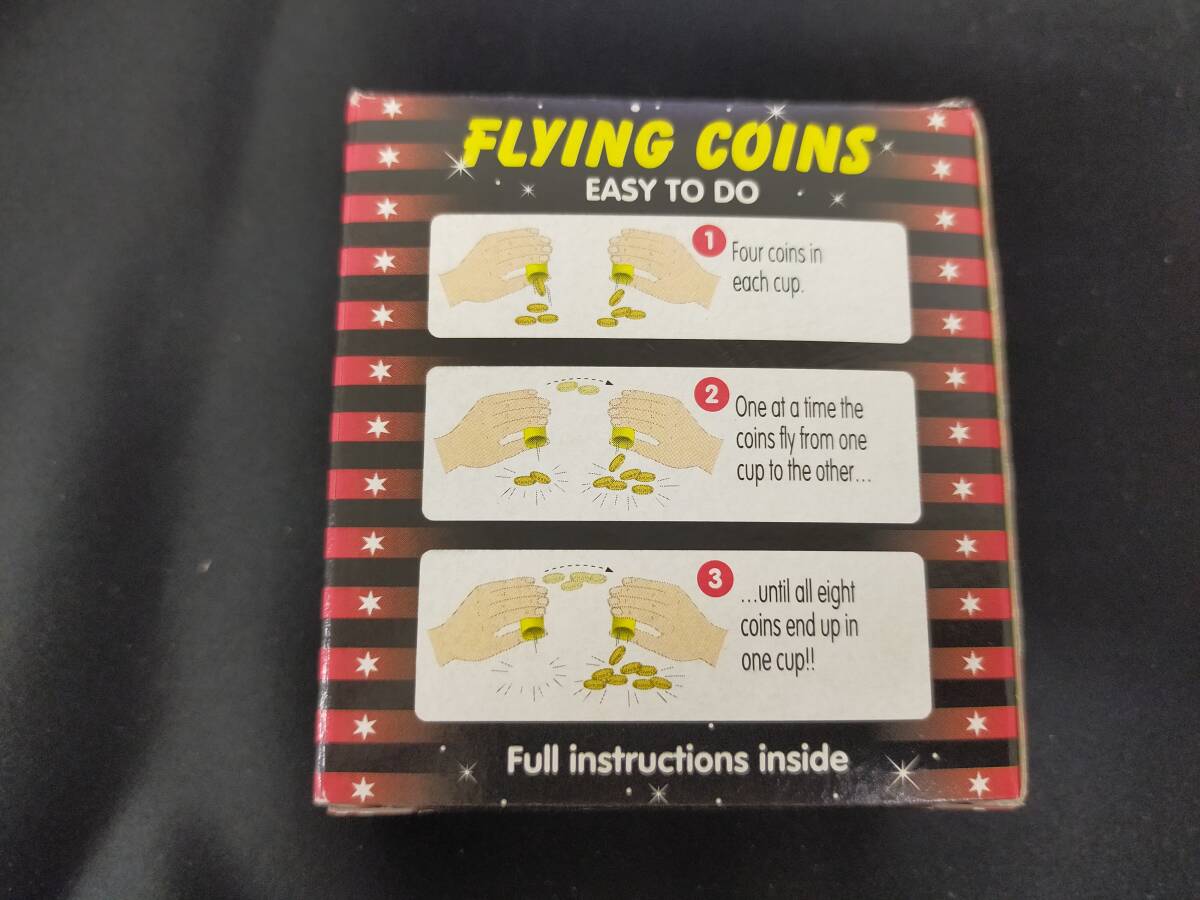 FLYING COINS
EASY TO DO
1
Four coins in
each cup.
2
One at a time the
coins fly from one
cup to the other...
3
...until all eight
coins end up in
one cup!!
Full instructions inside